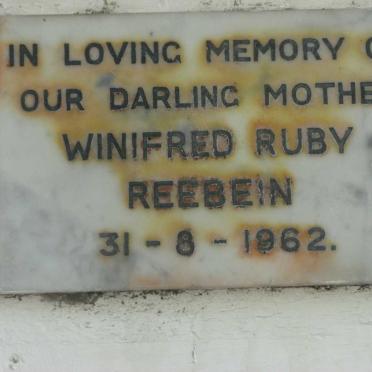 IN LOVING MEMORY O
OUR DARLING MOTHE
WINIFRED RUBY
REEBEIN
31 - 8 - 1962.